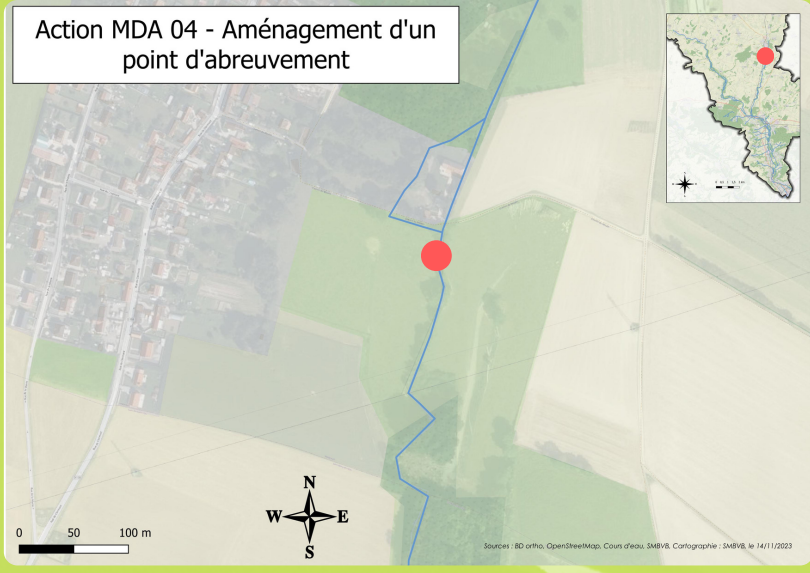 Action MDA 04 - Aménagement d'un
point d'abreuvement
N
W E
S
0 50 100 m
Sources : BD ortho, OpenStreetMap, Cours d'eau, SMBVB, Cartographie : SMBVB, le 14/11/2023